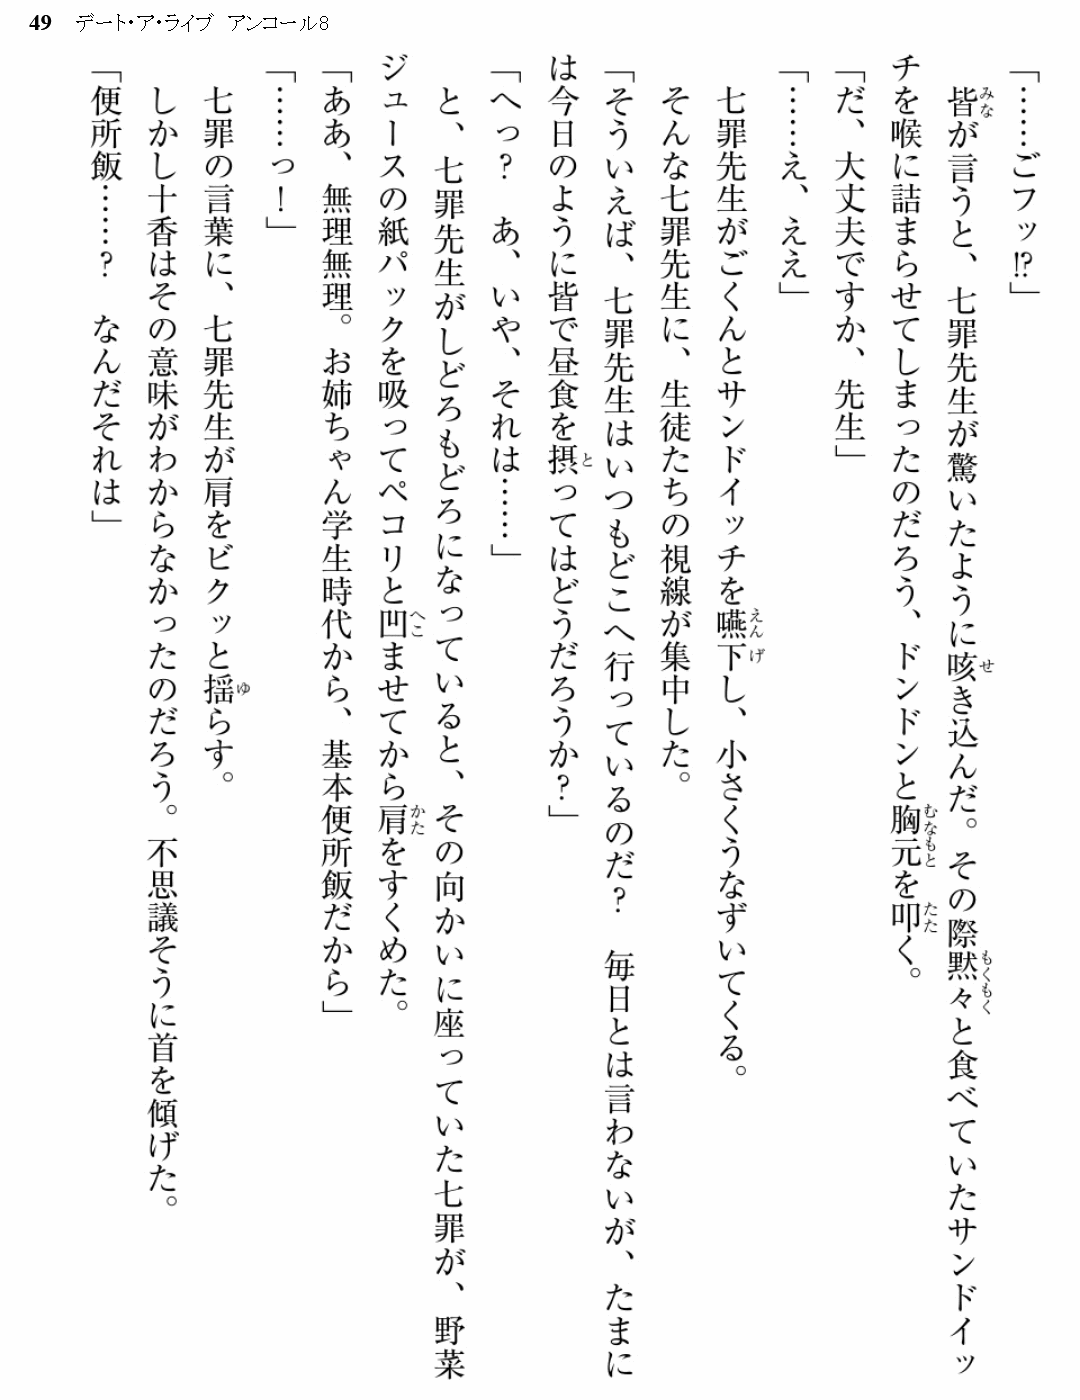 49 デート・ア・ライブ アンコール8
「……ごフッ!?」
　皆が言うと、七罪先生が驚いたように咳き込んだ。その際黙々と食べていたサンドイッ
チを喉に詰まらせてしまったのだろう、ドンドンと胸元を叩く。
「だ、大丈夫ですか、先生」
「……え、ええ」
　七罪先生がごくんとサンドイッチを嚥下し、小さくうなずいてくる。
　そんな七罪先生に、生徒たちの視線が集中した。
「そういえば、七罪先生はいつもどこへ行っているのだ？　毎日とは言わないが、たまに
は今日のように皆で昼食を摂ってはどうだろうか？」
「へっ？　あ、いや、それは……」
　と、七罪先生がしどろもどろになっていると、その向かいに座っていた七罪が、野菜
ジュースの紙パックを吸ってペコリと凹ませてから肩をすくめた。
「ああ、無理無理。お姉ちゃん学生時代から、基本便所飯だから」
「……っ！」
　七罪の言葉に、七罪先生が肩をビクッと揺らす。
　しかし十香はその意味がわからなかったのだろう。不思議そうに首を傾げた。
「便所飯……？　なんだそれは」